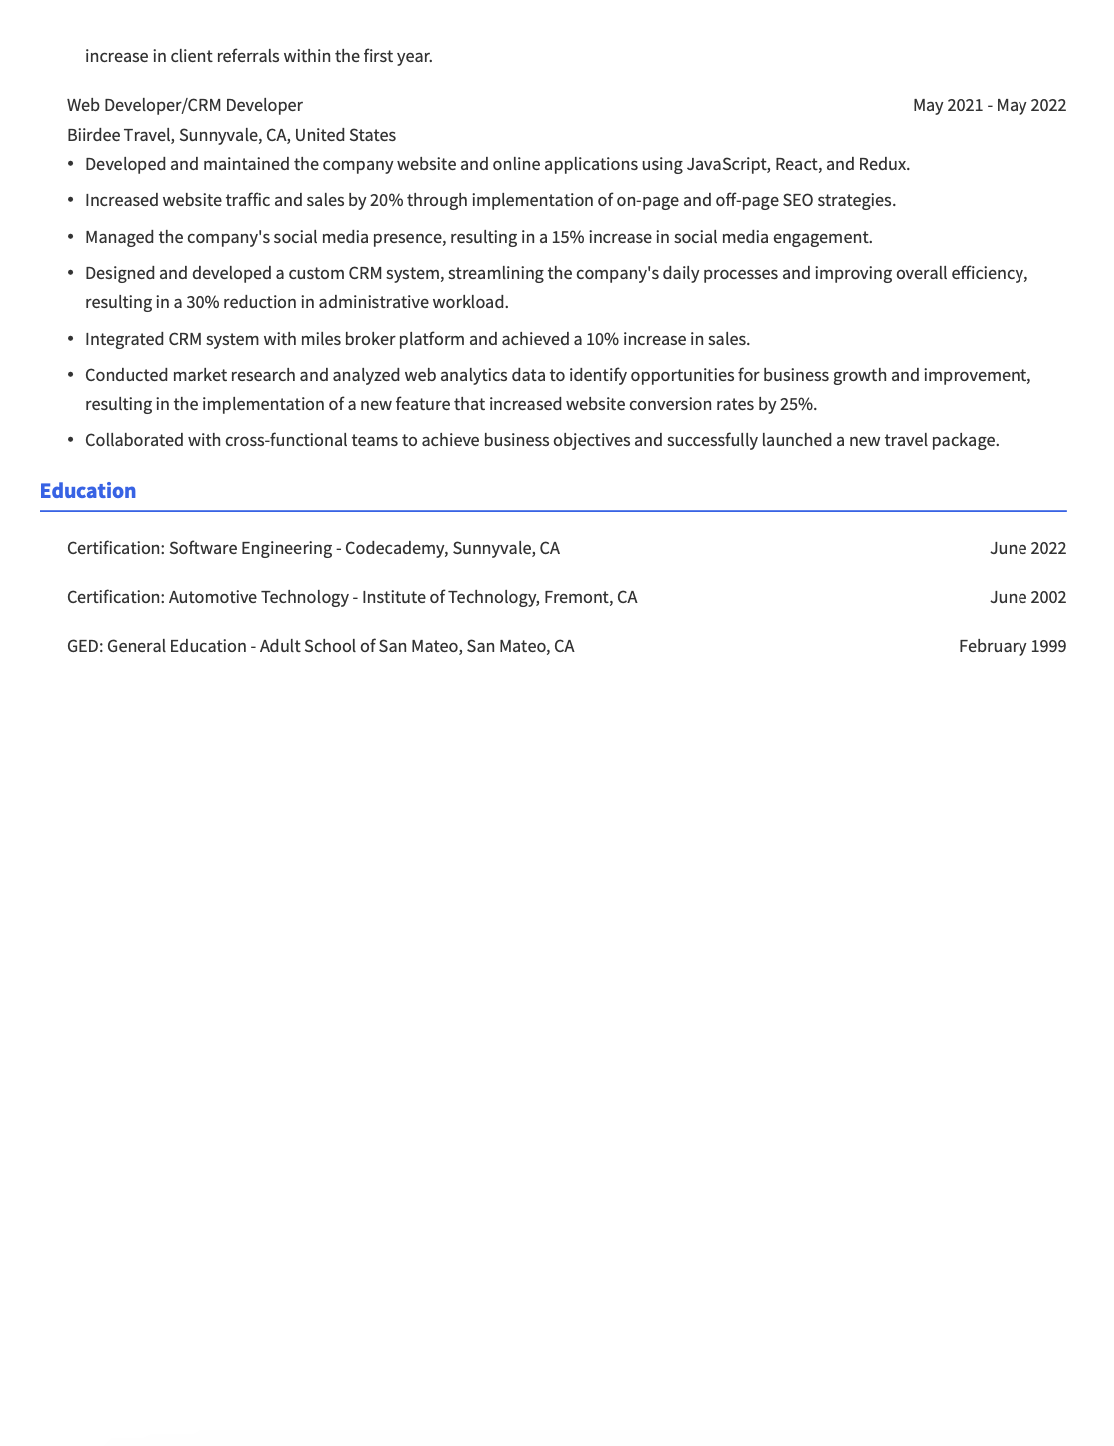 increase in client referrals within the first year.
Web Developer/CRM Developer May 2021 - May 2022
Biirdee Travel, Sunnyvale, CA, United States
• Developed and maintained the company website and online applications using JavaScript, React, and Redux.
• Increased website traffic and sales by 20% through implementation of on-page and off-page SEO strategies.
• Managed the company's social media presence, resulting in a 15% increase in social media engagement.
• Designed and developed a custom CRM system, streamlining the company's daily processes and improving overall efficiency,
resulting in a 30% reduction in administrative workload.
• Integrated CRM system with miles broker platform and achieved a 10% increase in sales.
• Conducted market research and analyzed web analytics data to identify opportunities for business growth and improvement,
resulting in the implementation of a new feature that increased website conversion rates by 25%.
• Collaborated with cross-functional teams to achieve business objectives and successfully launched a new travel package.
Education
Certification: Software Engineering - Codecademy, Sunnyvale, CA June 2022
Certification: Automotive Technology - Institute of Technology, Fremont, CA June 2002
GED: General Education - Adult School of San Mateo, San Mateo, CA February 1999